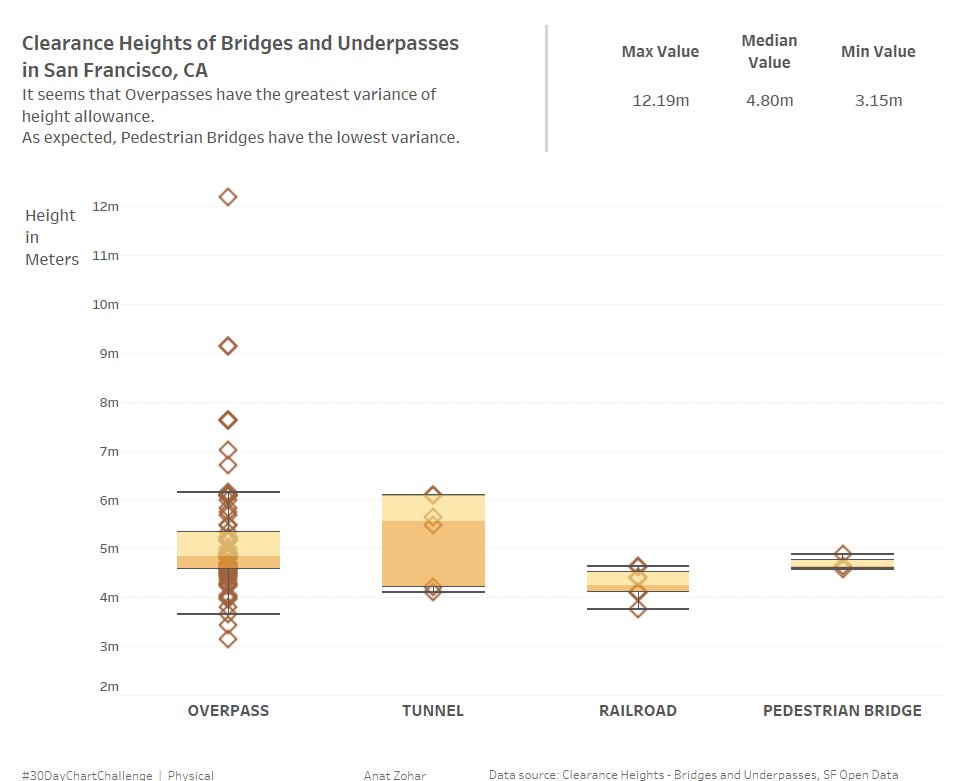 Clearance Heights of Bridges and Underpasses
in San Francisco, CA
It seems that Overpasses have the greatest variance of
height allowance.
As expected, Pedestrian Bridges have the lowest variance.
Max Value
Median
Value
Min Value
12.19m
4.80m
3.15m
Height
in
Meters
12m
11m
10m
9m
8m
7m
6m
5m
4m
3m
2m
OVERPASS
TUNNEL
RAILROAD
PEDESTRIAN BRIDGE
#30DayChartChallenge | Physical
Anat Zohar
Data source: Clearance Heights - Bridges and Underpasses, SF Open Data